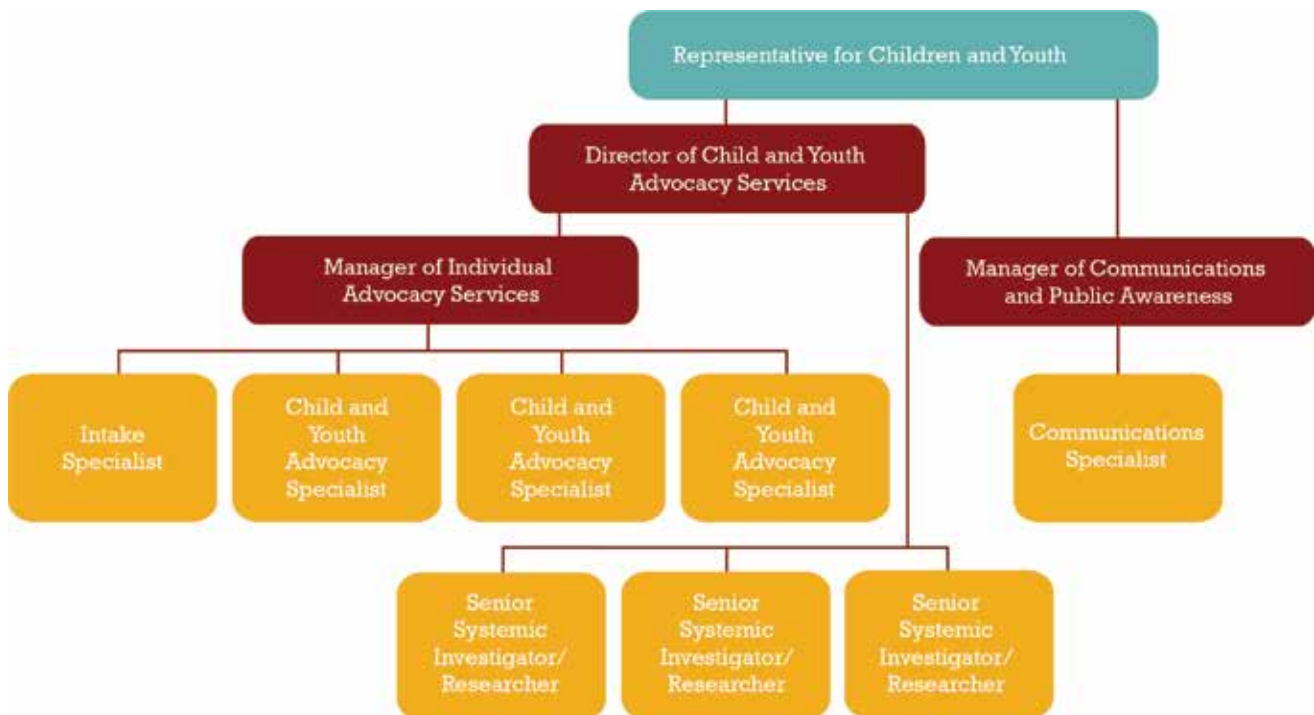 Representative for Children and Youth
Director of Child and Youth
Advocacy Services
Manager of Individual
Advocacy Services
Manager of Communications
and Public Awareness
Intake
Specialist
Child and
Youth
Advocacy
Specialist
Child and
Youth
Advocacy
Specialist
Child and
Youth
Advocacy
Specialist
Communications
Specialist
Senior
Systemic
Investigator/
Researcher
Senior
Systemic
Investigator/
Researcher
Senior
Systemic
Investigator/
Researcher